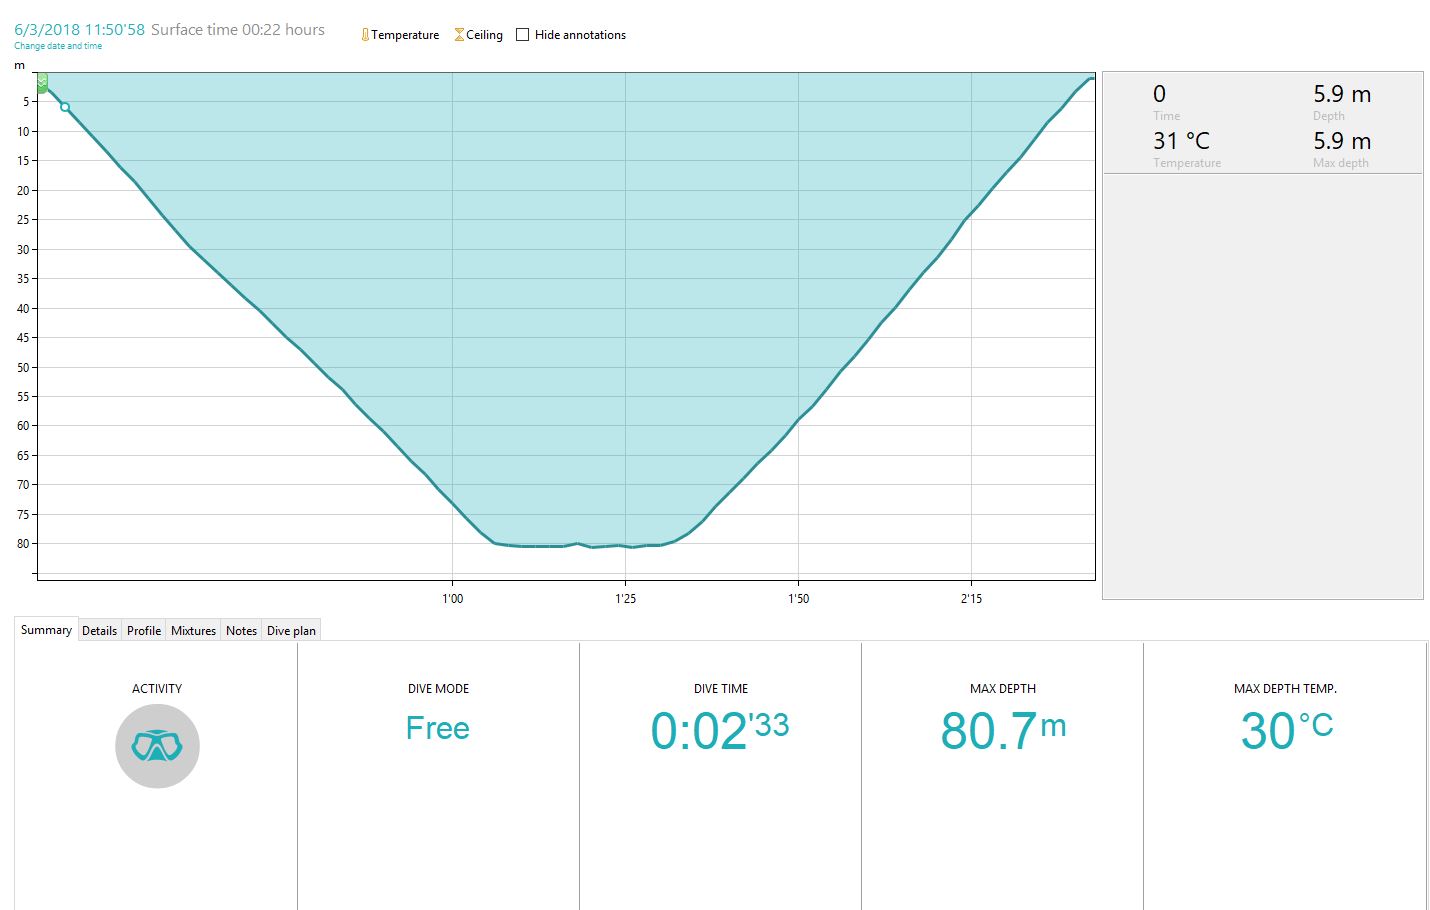 6/3/2018 11:50'58 Surface time 00:22 hours
Change date and time
Temperature Ceiling Hide annotations
m
5
10
15
20
25
30
35
40
45
50
55
60
65
70
75
80
1'00 1'25 1'50 2'15
0 5.9 m
Time Depth
31 °C 5.9 m
Temperature Max depth
Summary Details Profile Mixtures Notes Dive plan
ACTIVITY DIVE MODE DIVE TIME MAX DEPTH MAX DEPTH TEMP.
Free 0:02'33 80.7m 30°C